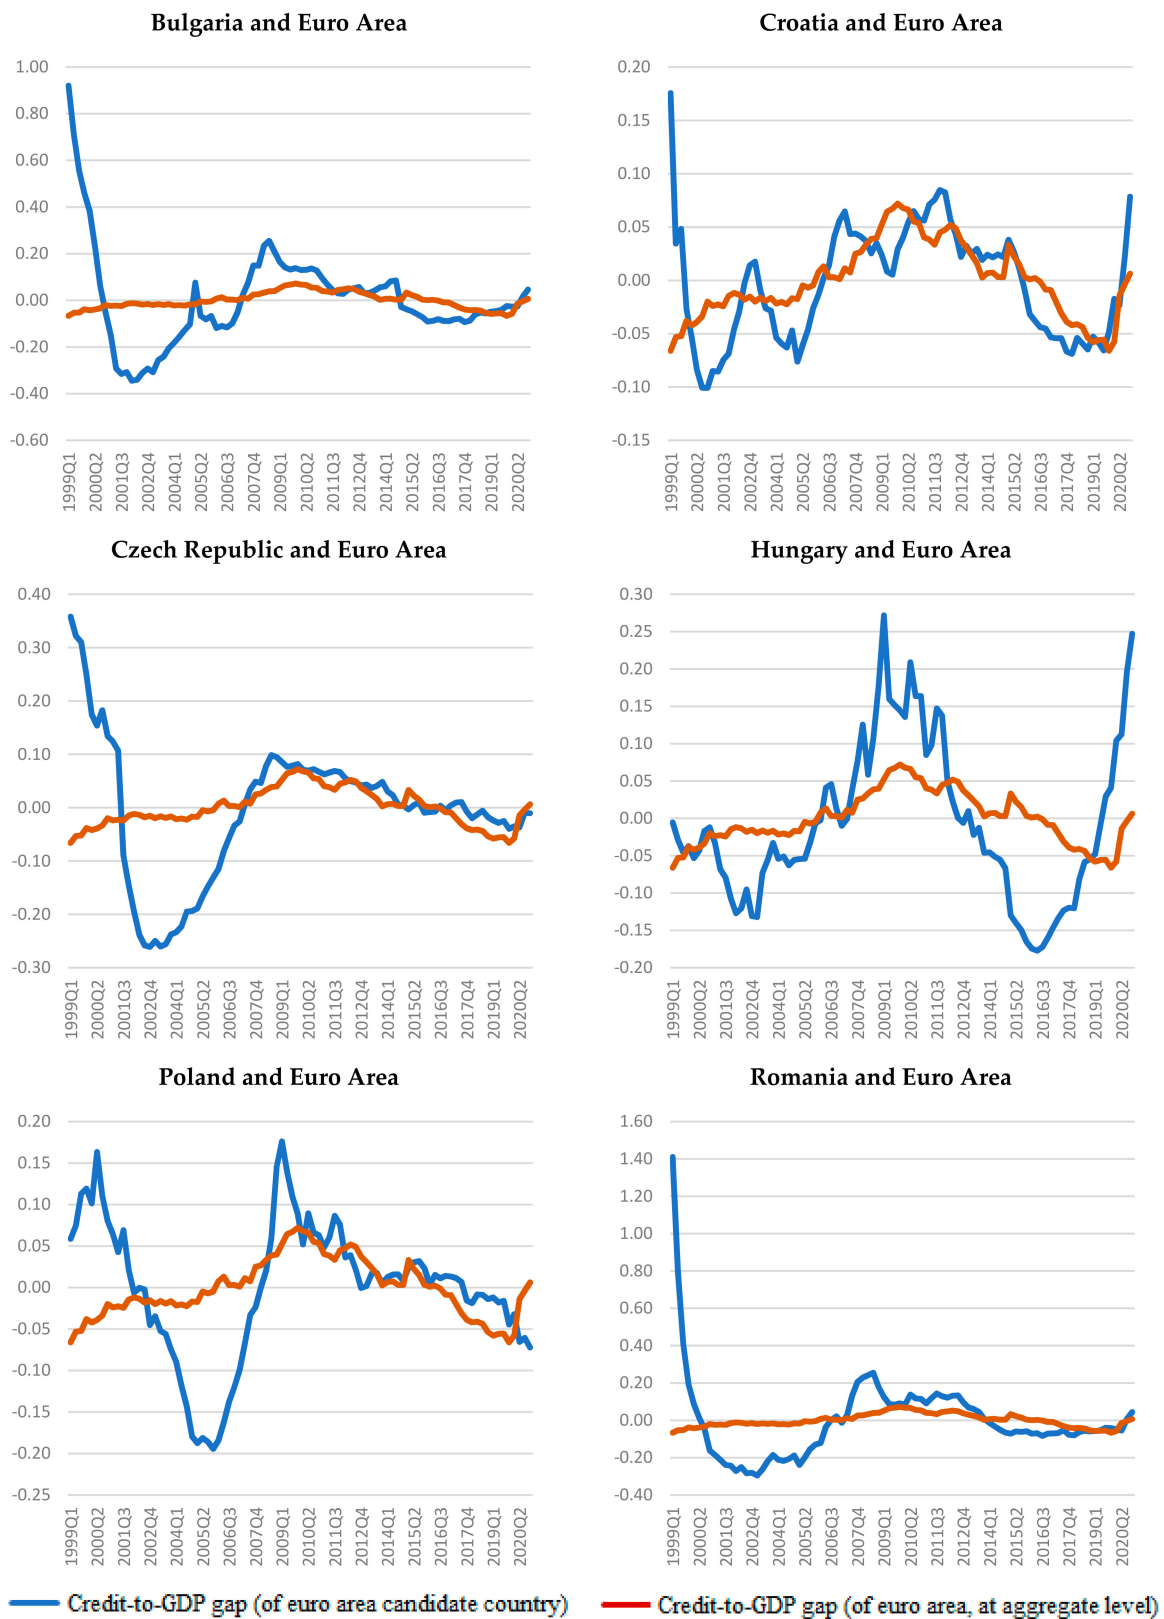 Bulgaria and Euro Area
1.00
0.80
0.60
0.40
0.20
0.00
-0.20
-0.40
-0.60
1999Q1
2000Q2
2001Q3
2002Q4
2004Q1
2005Q2
2006Q3
2007Q4
2009Q1
2010Q2
2011Q3
2012Q4
2014Q1
2015Q2
2016Q3
2017Q4
2019Q1
2020Q2
Croatia and Euro Area
0.20
0.15
0.10
0.05
0.00
-0.05
-0.10
-0.15
1999Q1
2000Q2
2001Q3
2002Q4
2004Q1
2005Q2
2006Q3
2007Q4
2009Q1
2010Q2
2011Q3
2012Q4
2014Q1
2015Q2
2016Q3
2017Q4
2019Q1
2020Q2
Czech Republic and Euro Area
0.40
0.30
0.20
0.10
0.00
-0.10
-0.20
-0.30
1999Q1
2000Q2
2001Q3
2002Q4
2004Q1
2005Q2
2006Q3
2007Q4
2009Q1
2010Q2
2011Q3
2012Q4
2014Q1
2015Q2
2016Q3
2017Q4
2019Q1
2020Q2
Hungary and Euro Area
0.30
0.25
0.20
0.15
0.10
0.05
0.00
-0.05
-0.10
-0.15
-0.20
1999Q1
2000Q2
2001Q3
2002Q4
2004Q1
2005Q2
2006Q3
2007Q4
2009Q1
2010Q2
2011Q3
2012Q4
2014Q1
2015Q2
2016Q3
2017Q4
2019Q1
2020Q2
Poland and Euro Area
0.20
0.15
0.10
0.05
0.00
-0.05
-0.10
-0.15
-0.20
-0.25
1999Q1
2000Q2
2001Q3
2002Q4
2004Q1
2005Q2
2006Q3
2007Q4
2009Q1
2010Q2
2011Q3
2012Q4
2014Q1
2015Q2
2016Q3
2017Q4
2019Q1
2020Q2
Romania and Euro Area
1.60
1.40
1.20
1.00
0.80
0.60
0.40
0.20
0.00
-0.20
-0.40
1999Q1
2000Q2
2001Q3
2002Q4
2004Q1
2005Q2
2006Q3
2007Q4
2009Q1
2010Q2
2011Q3
2012Q4
2014Q1
2015Q2
2016Q3
2017Q4
2019Q1
2020Q2
Credit-to-GDP gap (of euro area candidate country)
Credit-to-GDP gap (of euro area, at aggregate level)